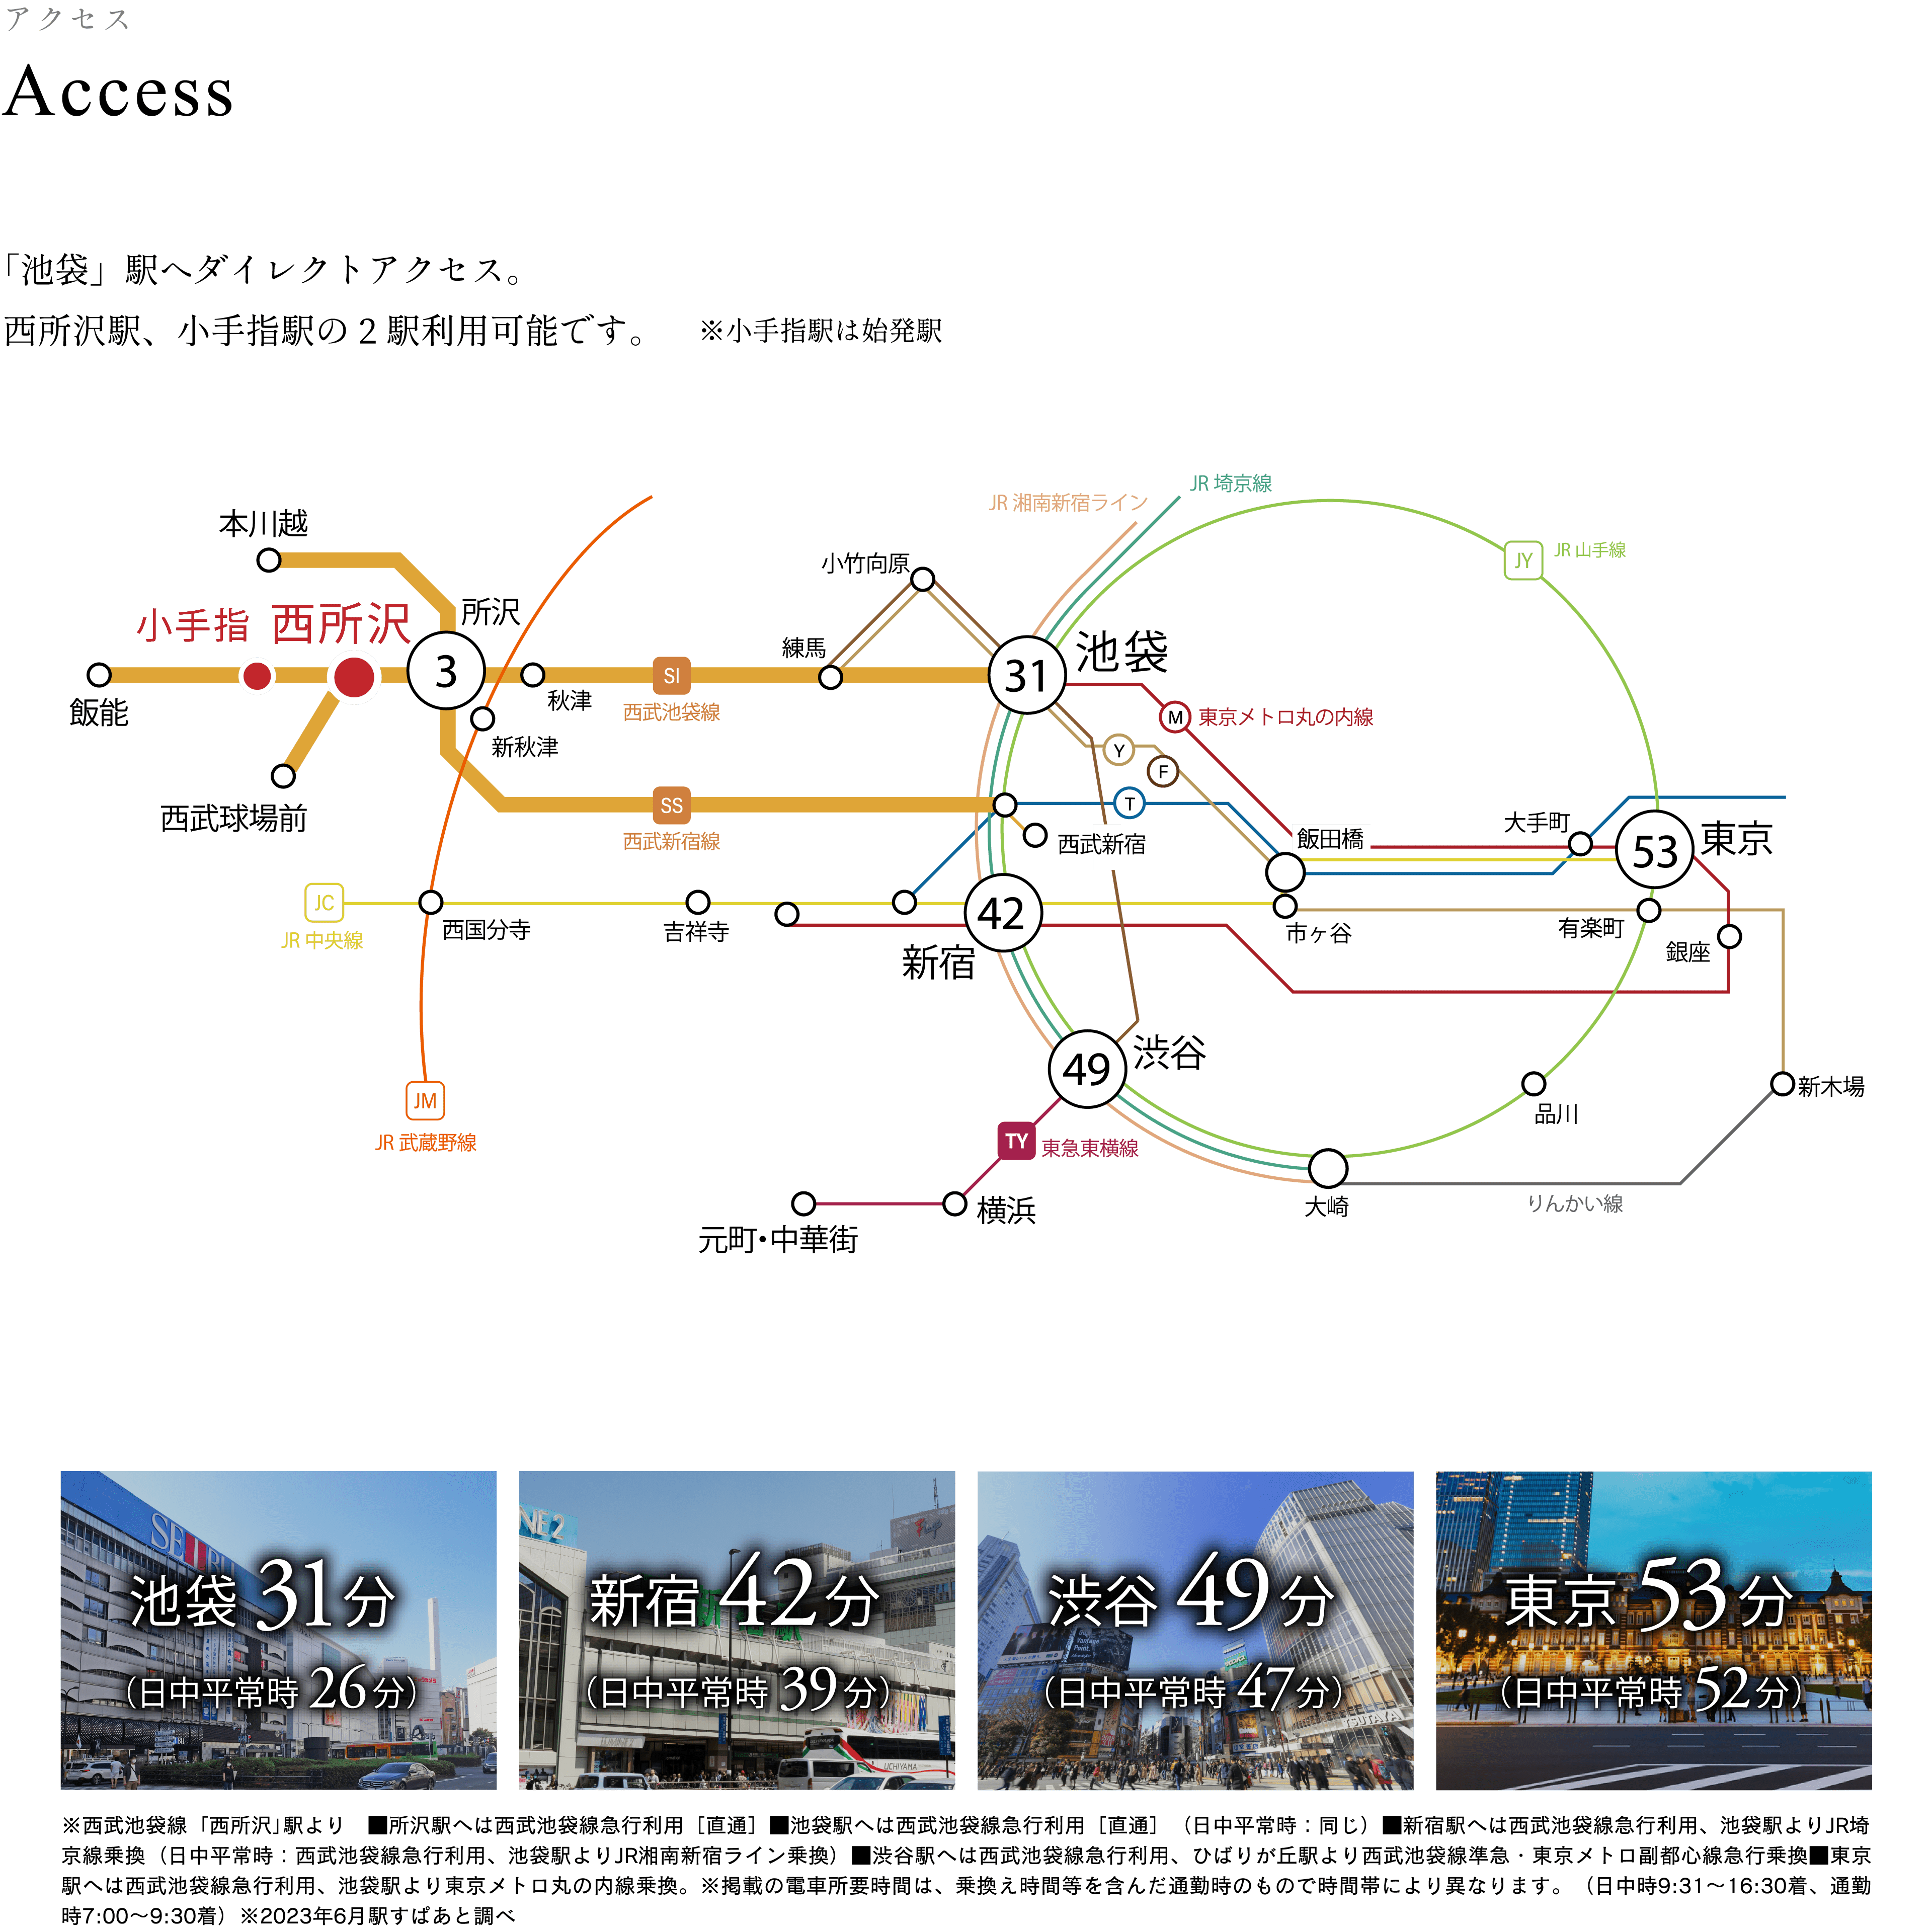 アクセス
Access
「池袋」駅へダイレクトアクセス。
西所沢駅、小手指駅の2駅利用可能です。 ※小手指駅は始発駅
JR 埼京線
JR 湘南新宿ライン
本川越
JY JR 山手線
小竹向原
小手指 西所沢 所沢
練馬
池袋
3
31
SI
飯能
秋津
西武池袋線
M 東京メトロ丸の内線
新秋津
Y
F
西武球場前
SS
T
西武新宿線
西武新宿
飯田橋
大手町
53 東京
JC
JR 中央線
西国分寺
吉祥寺
42
新宿
市ヶ谷
有楽町
銀座
49 渋谷
JM
JR 武蔵野線
TY 東急東横線
品川
新木場
元町・中華街
横浜
大崎
りんかい線
SEIBU
池袋 31分
(日中平常時 26分)
NE2
新宿 42分
(日中平常時 39分)
LUMINE2
UCHIYAMA
Vantage Point.
渋谷 49分
(日中平常時 47分)
TSUTAYA
東京 53分
(日中平常時 52分)
※西武池袋線「西所沢」駅より ■所沢駅へは西武池袋線急行利用［直通］■池袋駅へは西武池袋線急行利用［直通］（日中平常時：同じ）■新宿駅へは西武池袋線急行利用、池袋駅よりJR埼
京線乗換（日中平常時：西武池袋線急行利用、池袋駅よりJR湘南新宿ライン乗換）■渋谷駅へは西武池袋線急行利用、ひばりが丘駅より西武池袋線準急・東京メトロ副都心線急行乗換■東京
駅へは西武池袋線急行利用、池袋駅より東京メトロ丸の内線乗換。※掲載の電車所要時間は、乗換え時間等を含んだ通勤時のもので時間帯により異なります。（日中時9:31～16:30着、通勤
時7:00～9:30着）※2023年6月駅すぱあと調べ